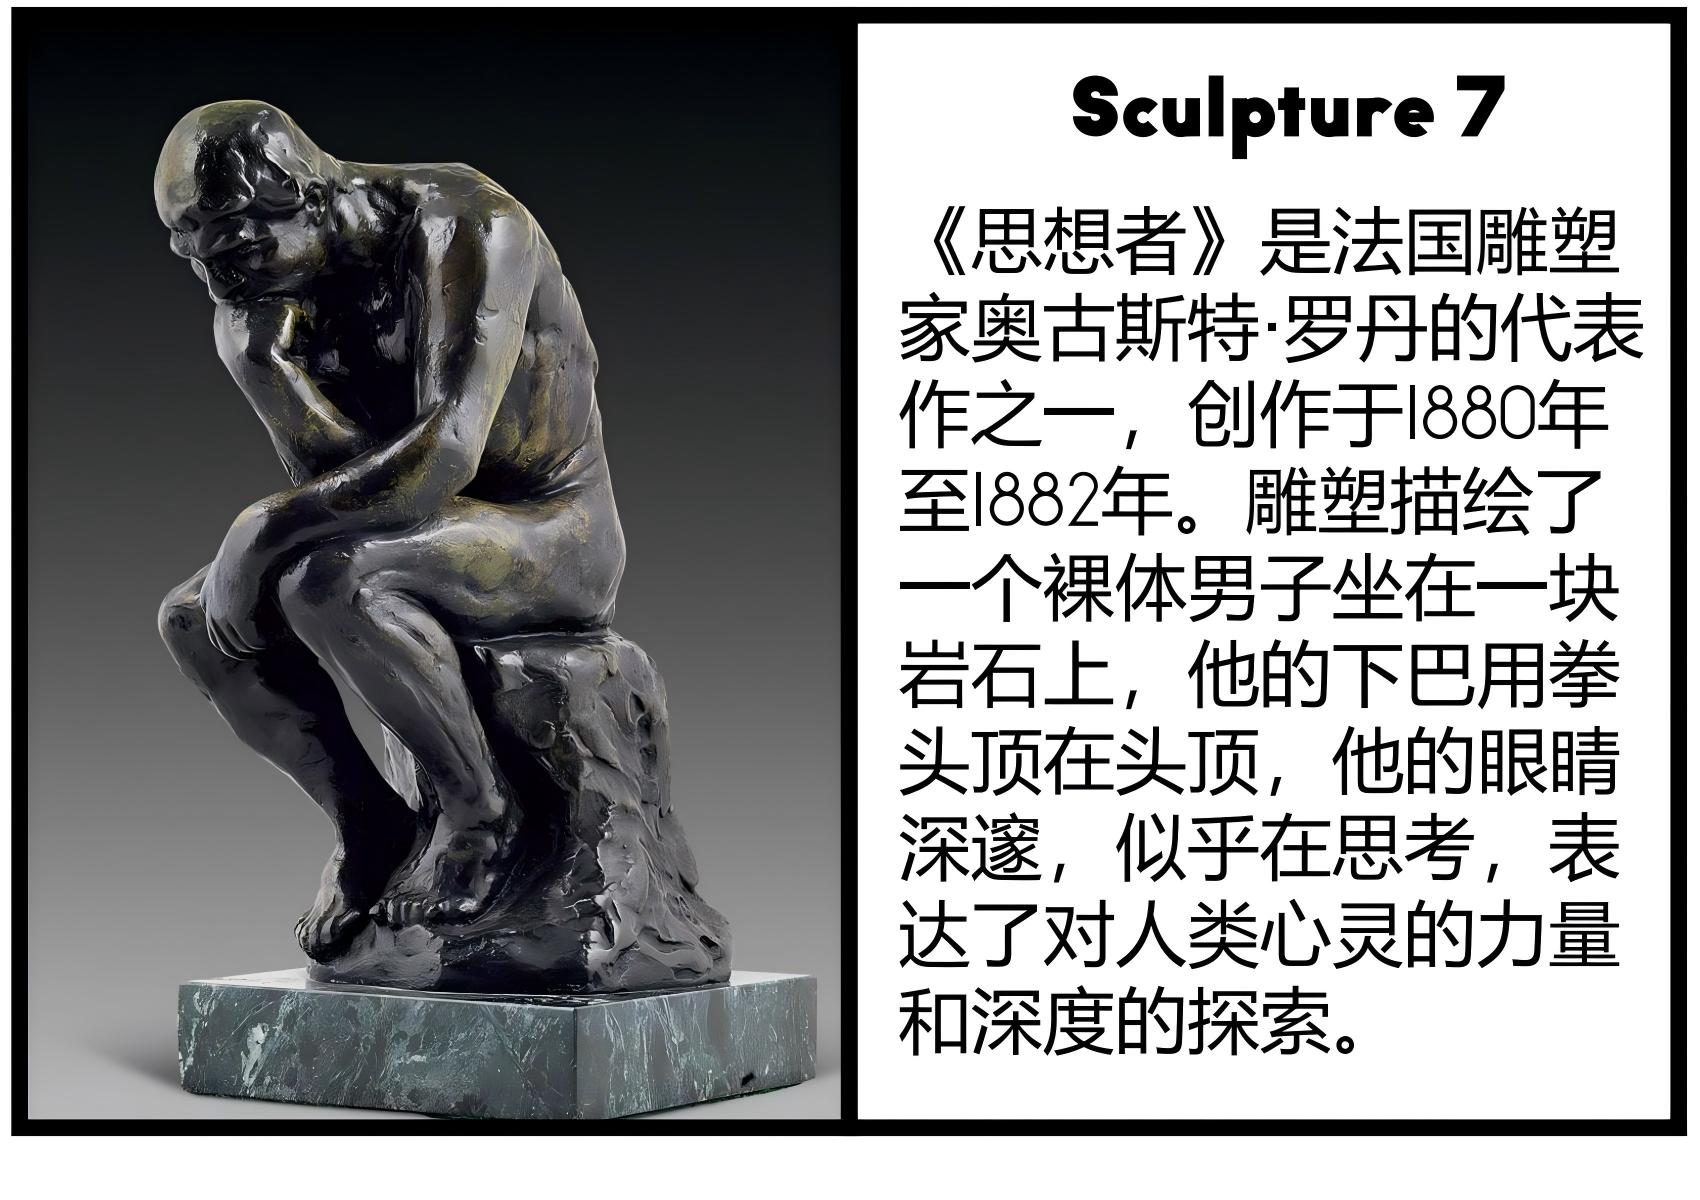 Sculpture 7
《思想者》是法国雕塑
家奥古斯特·罗丹的代表
作之一，创作于1880年
至1882年。雕塑描绘了
一个裸体男子坐在一块
岩石上，他的下巴用拳
头顶在头顶，他的眼睛
深邃，似乎在思考，表
达了对人类心灵的力量
和深度的探索。